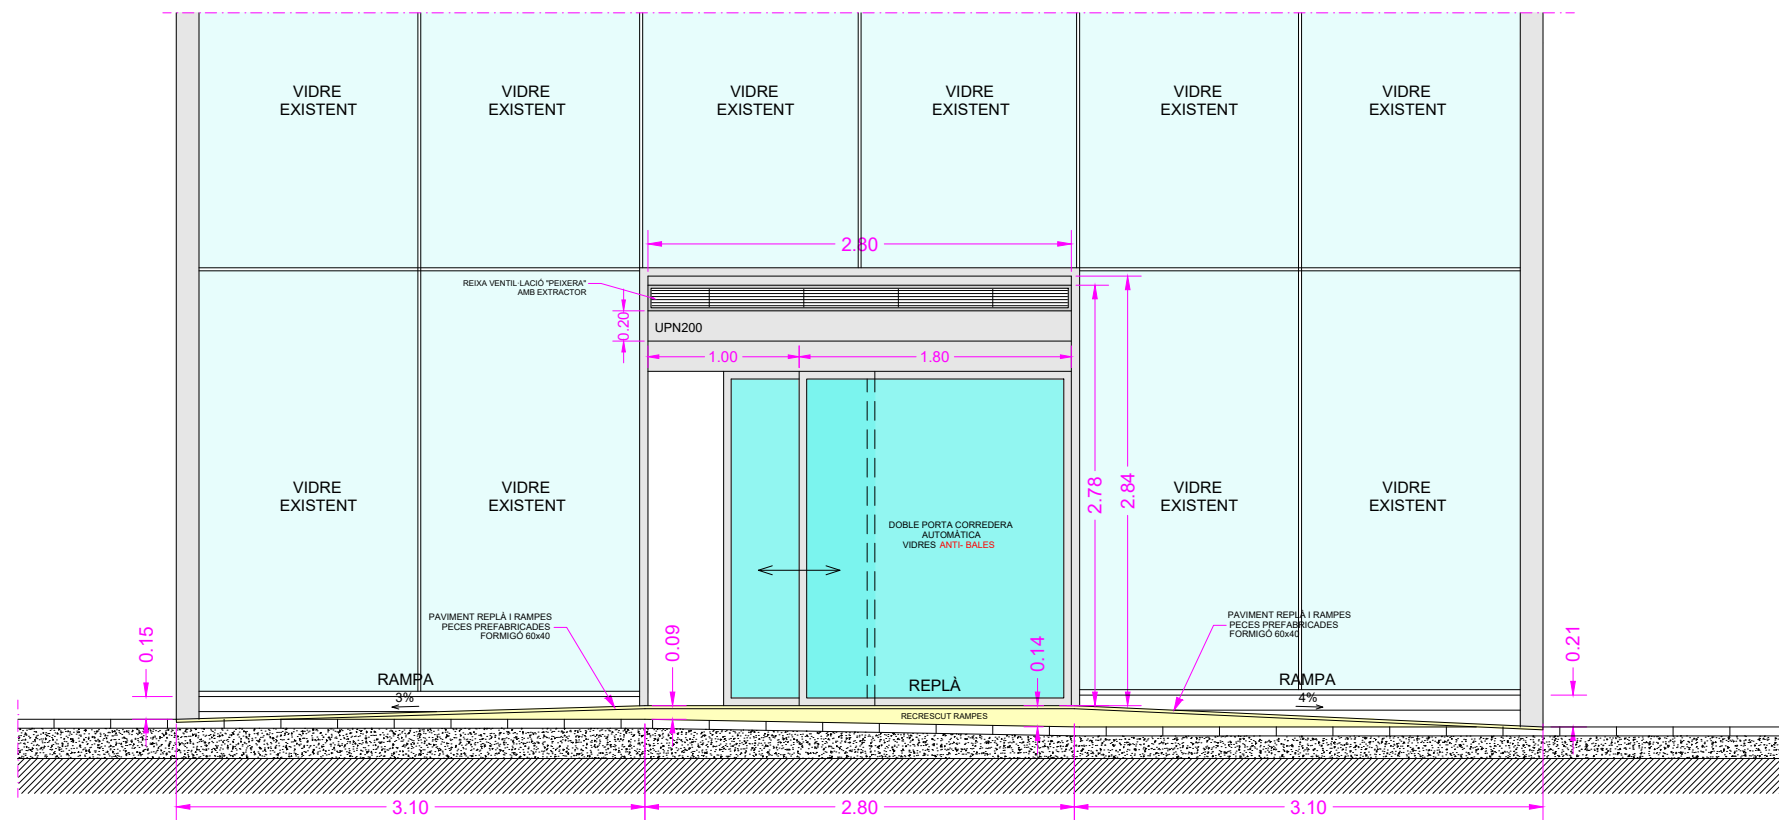 VIDRE
EXISTENT
VIDRE
EXISTENT
VIDRE
EXISTENT
VIDRE
EXISTENT
VIDRE
EXISTENT
VIDRE
EXISTENT
2.80
REIXA VENTIL·LACIÓ "PEIXERA"
AMB EXTRACTOR
0.20
UPN200
1.00
1.80
VIDRE
EXISTENT
VIDRE
EXISTENT
2.78
2.84
VIDRE
EXISTENT
VIDRE
EXISTENT
DOBLE PORTA CORREDERA
AUTOMÀTICA
VIDRES ANTI- BALES
PAVIMENT REPLÀ I RAMPES
PECES PREFABRICADES
FORMIGÓ 60x40
PAVIMENT REPLÀ I RAMPES
PECES PREFABRICADES
FORMIGÓ 60x40
0.15
0.09
0.14
0.21
RAMPA
3%
REPLÀ
RAMPA
4%
RECRESCUT RAMPES
3.10
2.80
3.10